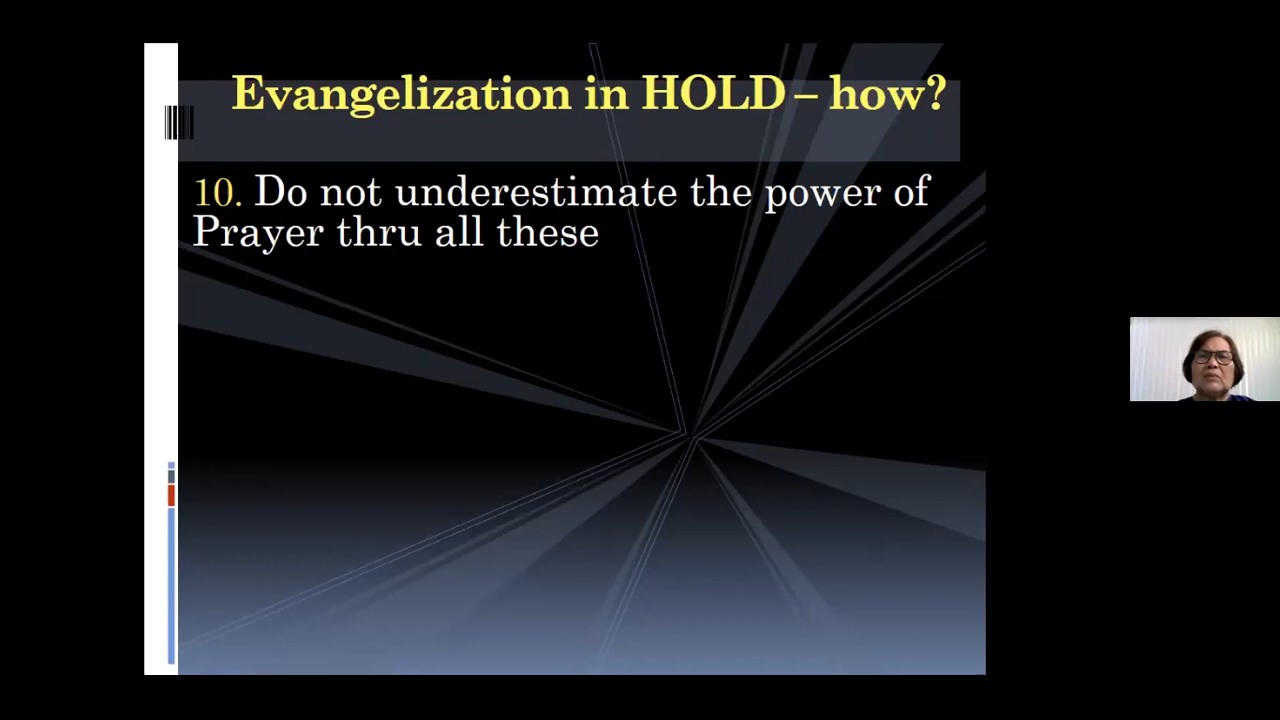 Evangelization in HOLD – how?
10. Do not underestimate the power of
Prayer thru all these